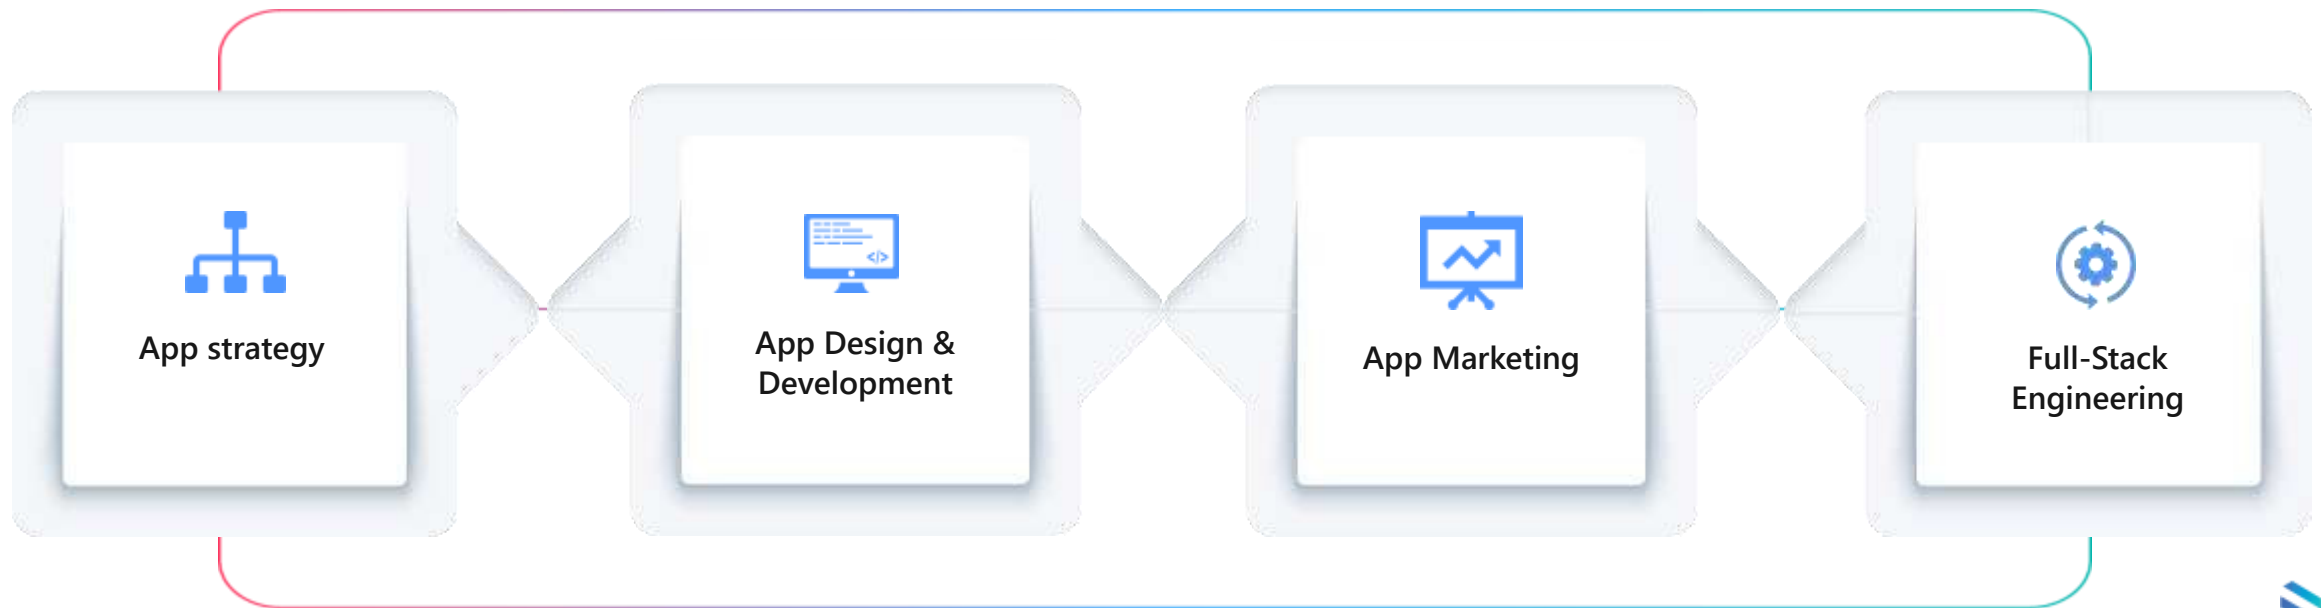 App strategy
App Design &
Development
App Marketing
Full-Stack
Engineering